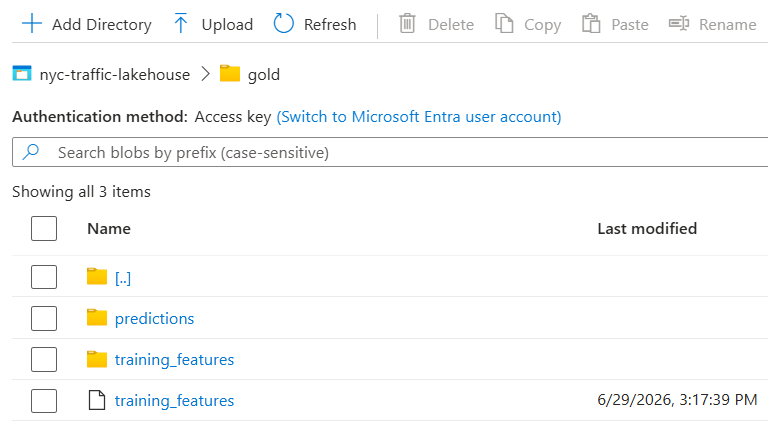 Add Directory Upload Refresh Delete Copy Paste Rename
nyc-traffic-lakehouse > gold
Authentication method: Access key (Switch to Microsoft Entra user account)
Search blobs by prefix (case-sensitive)
Showing all 3 items
Name Last modified
[..]
predictions
training_features
training_features 6/29/2026, 3:17:39 PM